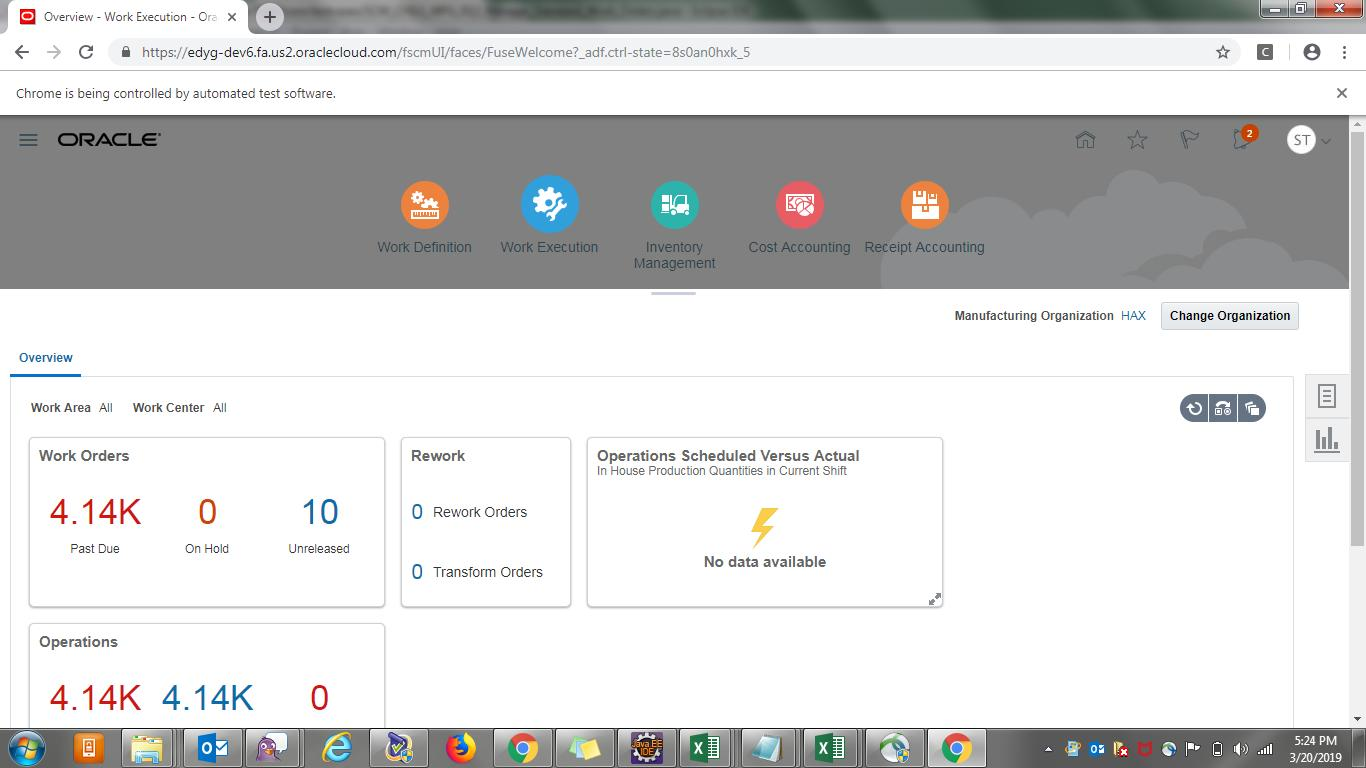 Overview - Work Execution - Ora
https://edyg-dev6.fa.us2.oraclecloud.com/fscmUI/faces/FuseWelcome?_adf.ctrl-state=8s0an0hxk_5
C
Chrome is being controlled by automated test software.
ORACLE
2
ST
Work Definition
Work Execution
Inventory Management
Cost Accounting
Receipt Accounting
Manufacturing Organization HAX Change Organization
Overview
Work Area All Work Center All
Work Orders
4.14K 0 10
Past Due On Hold Unreleased
Rework
0 Rework Orders
0 Transform Orders
Operations Scheduled Versus Actual
In House Production Quantities in Current Shift
No data available
Operations
4.14K 4.14K 0
Java EE
IDE
5:24 PM
3/20/2019